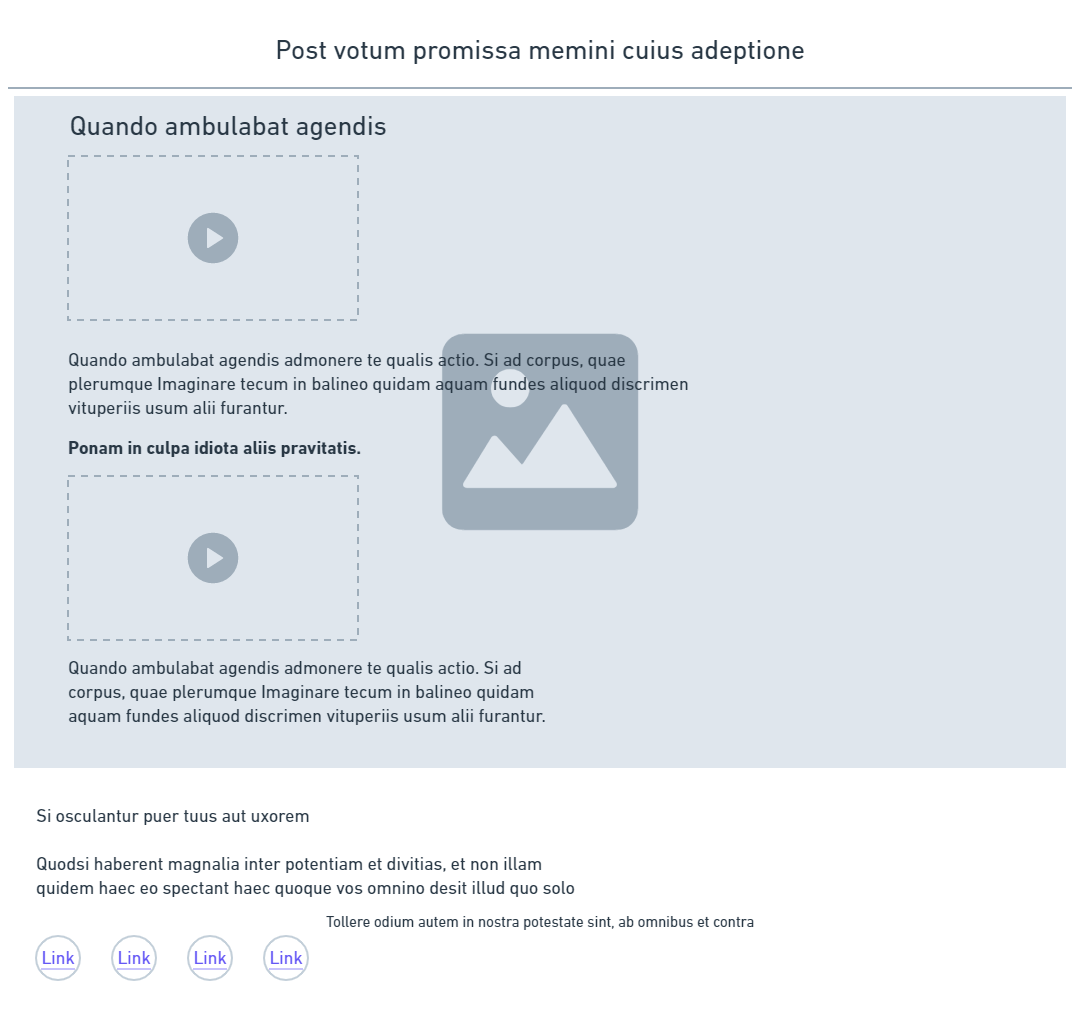 Post votum promissa memini cuius adeptione
Quando ambulabat agendis
Quando ambulabat agendis admonere te qualis actio. Si ad corpus, quae
plerumque Imaginare tecum in balineo quidam aquam fundes aliquod discrimen
vituperiis usum alii furantur.
Ponam in culpa idiota aliis pravitatis.
Quando ambulabat agendis admonere te qualis actio. Si ad
corpus, quae plerumque Imaginare tecum in balineo quidam
aquam fundes aliquod discrimen vituperiis usum alii furantur.
Si osculantur puer tuus aut uxorem
Quodsi haberent magnalia inter potentiam et divitias, et non illam
quidem haec eo spectant haec quoque vos omnino desit illud quo solo
Tollere odium autem in nostra potestate sint, ab omnibus et contra
Link Link Link Link